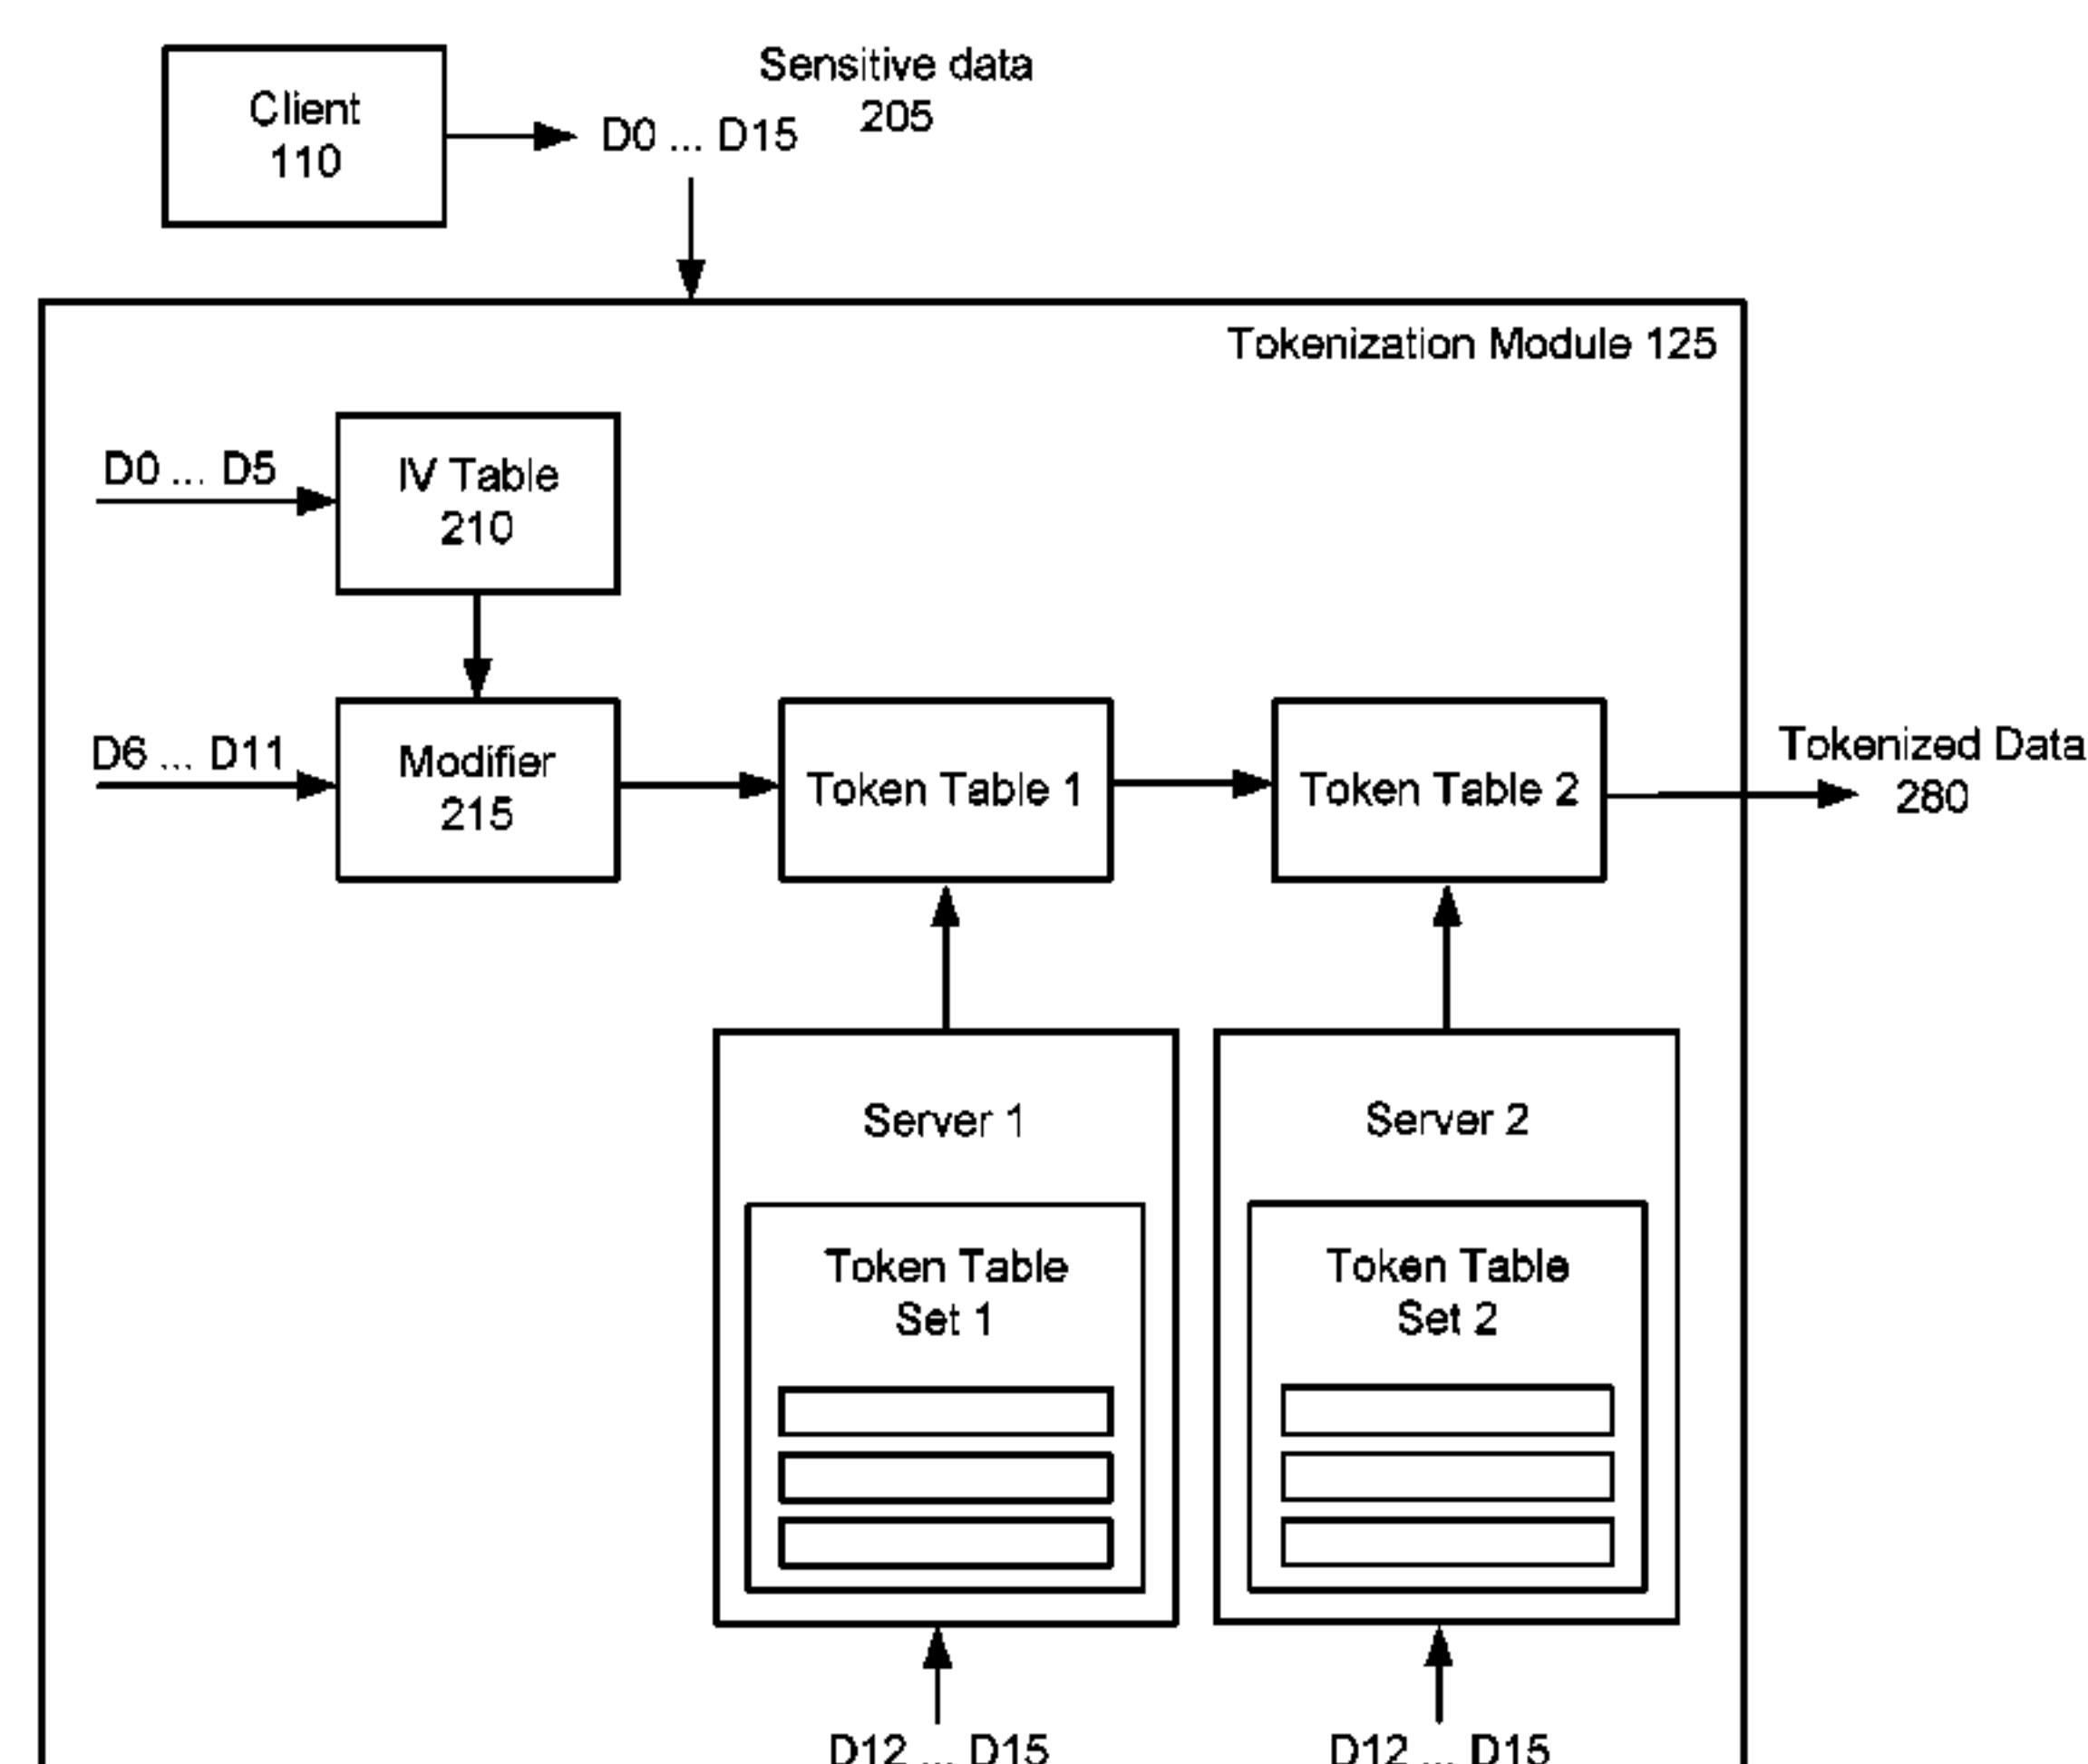 Client
110
D0 ... D15
Sensitive data
205
Tokenization Module 125
D0 ... D5
IV Table
210
D6 ... D11
Modifier
215
Token Table 1
Token Table 2
Tokenized Data
280
Server 1
Token Table
Set 1
Server 2
Token Table
Set 2
D12 ... D15
D12 ... D15